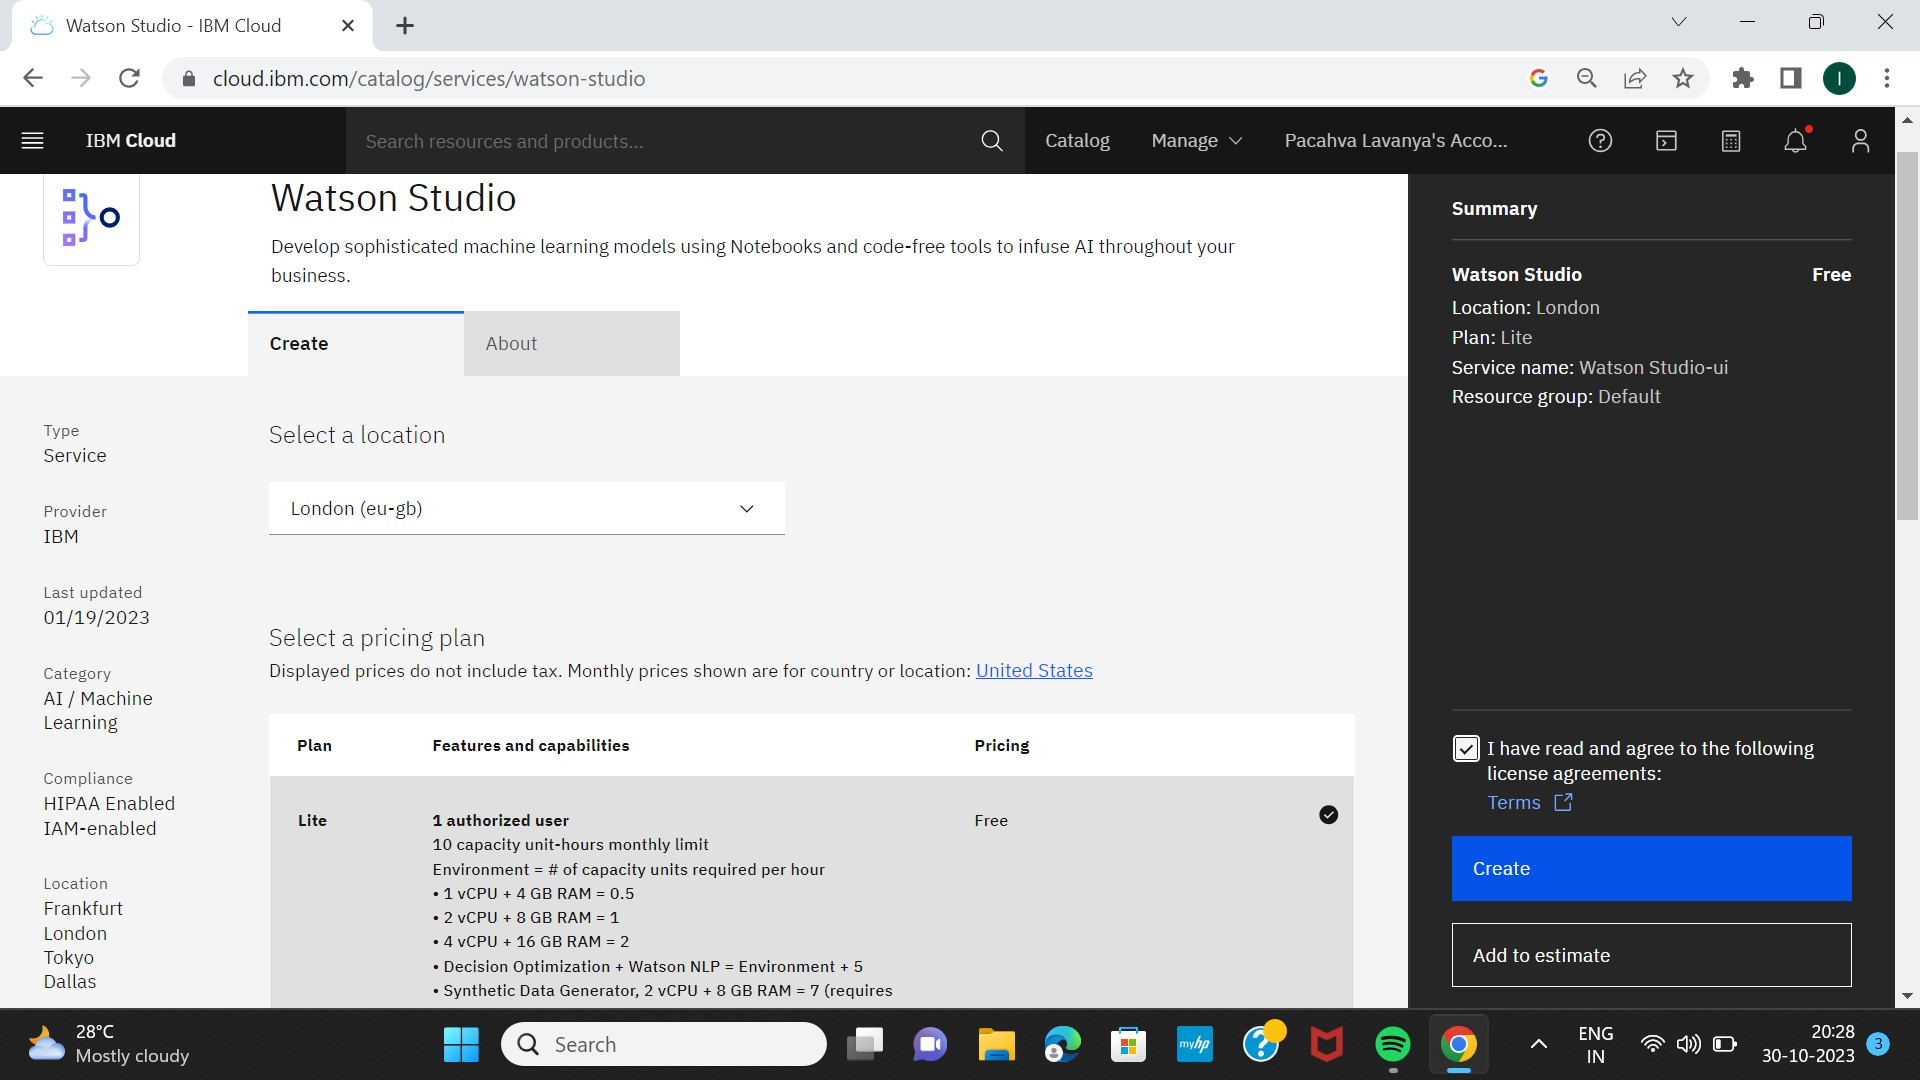 Watson Studio - IBM Cloud
cloud.ibm.com/catalog/services/watson-studio
I
IBM Cloud
Search resources and products...
Catalog
Manage
Pacahva Lavanya's Acco...
Watson Studio
Develop sophisticated machine learning models using Notebooks and code-free tools to infuse AI throughout your
business.
Create
About
Type
Service
Provider
IBM
Last updated
01/19/2023
Category
AI / Machine
Learning
Compliance
HIPAA Enabled
IAM-enabled
Location
Frankfurt
London
Tokyo
Dallas
Select a location
London (eu-gb)
Select a pricing plan
Displayed prices do not include tax. Monthly prices shown are for country or location: United States
Plan
Features and capabilities
Pricing
Lite
1 authorized user
Free
10 capacity unit-hours monthly limit
Environment = # of capacity units required per hour
• 1 vCPU + 4 GB RAM = 0.5
• 2 vCPU + 8 GB RAM = 1
• 4 vCPU + 16 GB RAM = 2
• Decision Optimization + Watson NLP = Environment + 5
• Synthetic Data Generator, 2 vCPU + 8 GB RAM = 7 (requires
Summary
Watson Studio
Free
Location: London
Plan: Lite
Service name: Watson Studio-ui
Resource group: Default
I have read and agree to the following
license agreements:
Terms
Create
Add to estimate
28°C
Mostly cloudy
Search
myhp
ENG
IN
20:28
30-10-2023
3